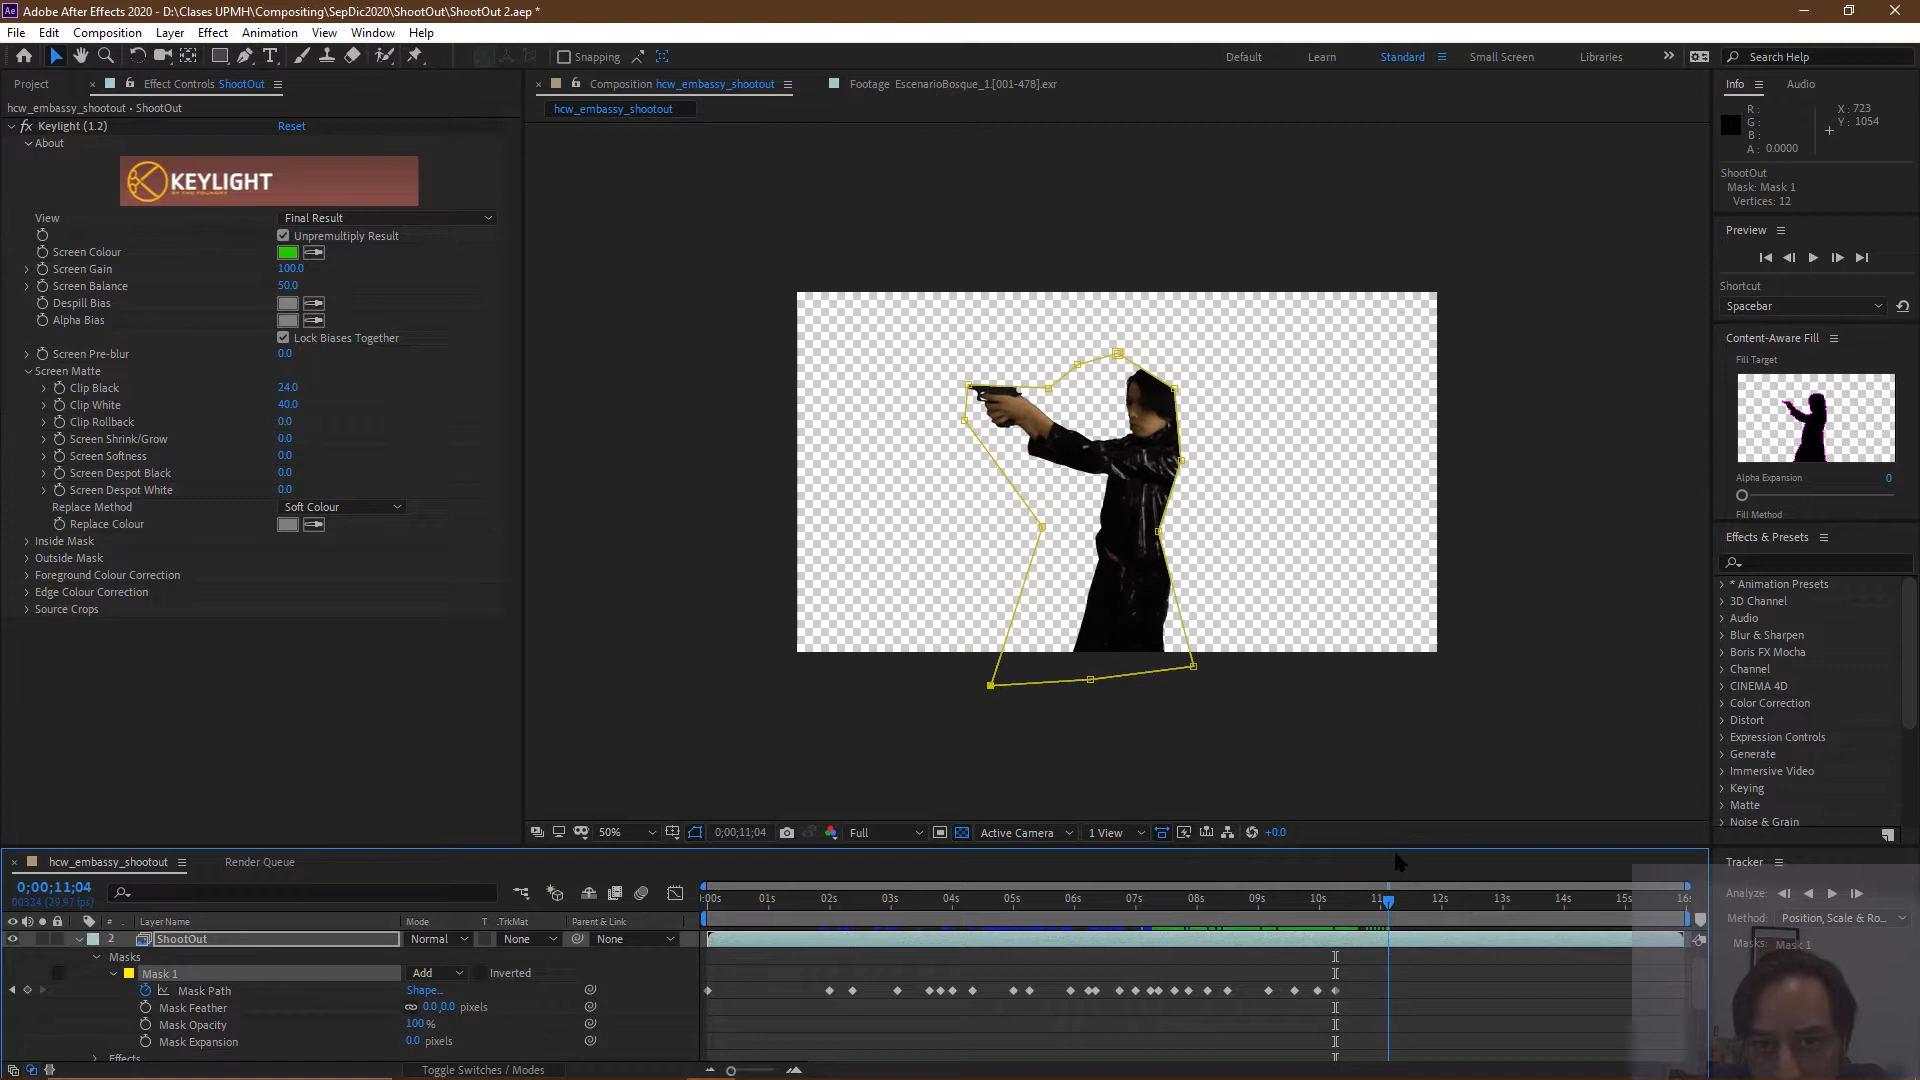 Adobe After Effects 2020 - D:\Clases UPMH\Compositing\SepDic2020\ShootOut\ShootOut 2.aep *
File Edit Composition Layer Effect Animation View Window Help
Snapping Default Learn Standard Small Screen Libraries Search Help
Project Effect Controls ShootOut
hcw_embassy_shootout • ShootOut
fx Keylight (1.2) Reset
About
KEYLIGHT
View Final Result
Unpremultiply Result
Screen Colour
Screen Gain 100.0
Screen Balance 50.0
Despill Bias
Alpha Bias
Lock Biases Together
Screen Pre-blur 0.0
Screen Matte
Clip Black 24.0
Clip White 40.0
Clip Rollback 0.0
Screen Shrink/Grow 0.0
Screen Softness 0.0
Screen Despot Black 0.0
Screen Despot White 0.0
Replace Method Soft Colour
Replace Colour
Inside Mask
Outside Mask
Foreground Colour Correction
Edge Colour Correction
Source Crops
Composition hcw_embassy_shootout Footage EscenarioBosque_1.[001-478].exr
hcw_embassy_shootout
50% 0;00;11;04 Full Active Camera 1 View +0.0
Info Audio
R :
G :
B :
A : 0.0000
X : 723
Y : 1054
ShootOut
Mask: Mask 1
Vertices: 12
Preview
Shortcut
Spacebar
Content-Aware Fill
Fill Target
Alpha Expansion 0
Fill Method
Effects & Presets
* Animation Presets
3D Channel
Audio
Blur & Sharpen
Boris FX Mocha
Channel
CINEMA 4D
Color Correction
Distort
Expression Controls
Generate
Immersive Video
Keying
Matte
Noise & Grain
Tracker
Analyze:
Method: Position, Scale & Ro...
Masks: Mask 1
hcw_embassy_shootout Render Queue
0;00;11;04
00334 (29.97 fps)
:00s 01s 02s 03s 04s 05s 06s 07s 08s 09s 10s 11s 12s 13s 14s 15s 16s
# Layer Name Mode T .TrkMat Parent & Link
2 ShootOut Normal None None
Masks
Mask 1 Add Inverted
Mask Path Shape...
Mask Feather 0.0 ,0.0 pixels
Mask Opacity 100 %
Mask Expansion 0.0 pixels
Effects
Toggle Switches / Modes